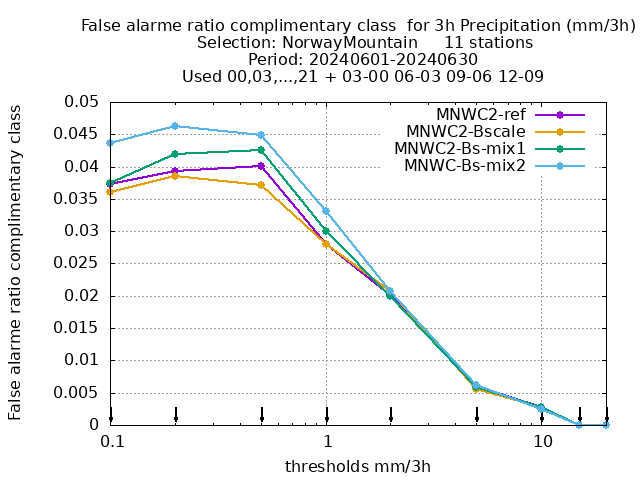 False alarme ratio complimentary class  for 3h Precipitation (mm/3h)
Selection: NorwayMountain     11 stations
Period: 20240601-20240630
Used 00,03,...,21 + 03-00 06-03 09-06 12-09
False alarme ratio complimentary class
0.05
0.045
0.04
0.035
0.03
0.025
0.02
0.015
0.01
0.005
0
MNWC2-ref
MNWC2-Bscale
MNWC2-Bs-mix1
MNWC-Bs-mix2
0.1
1
10
thresholds mm/3h